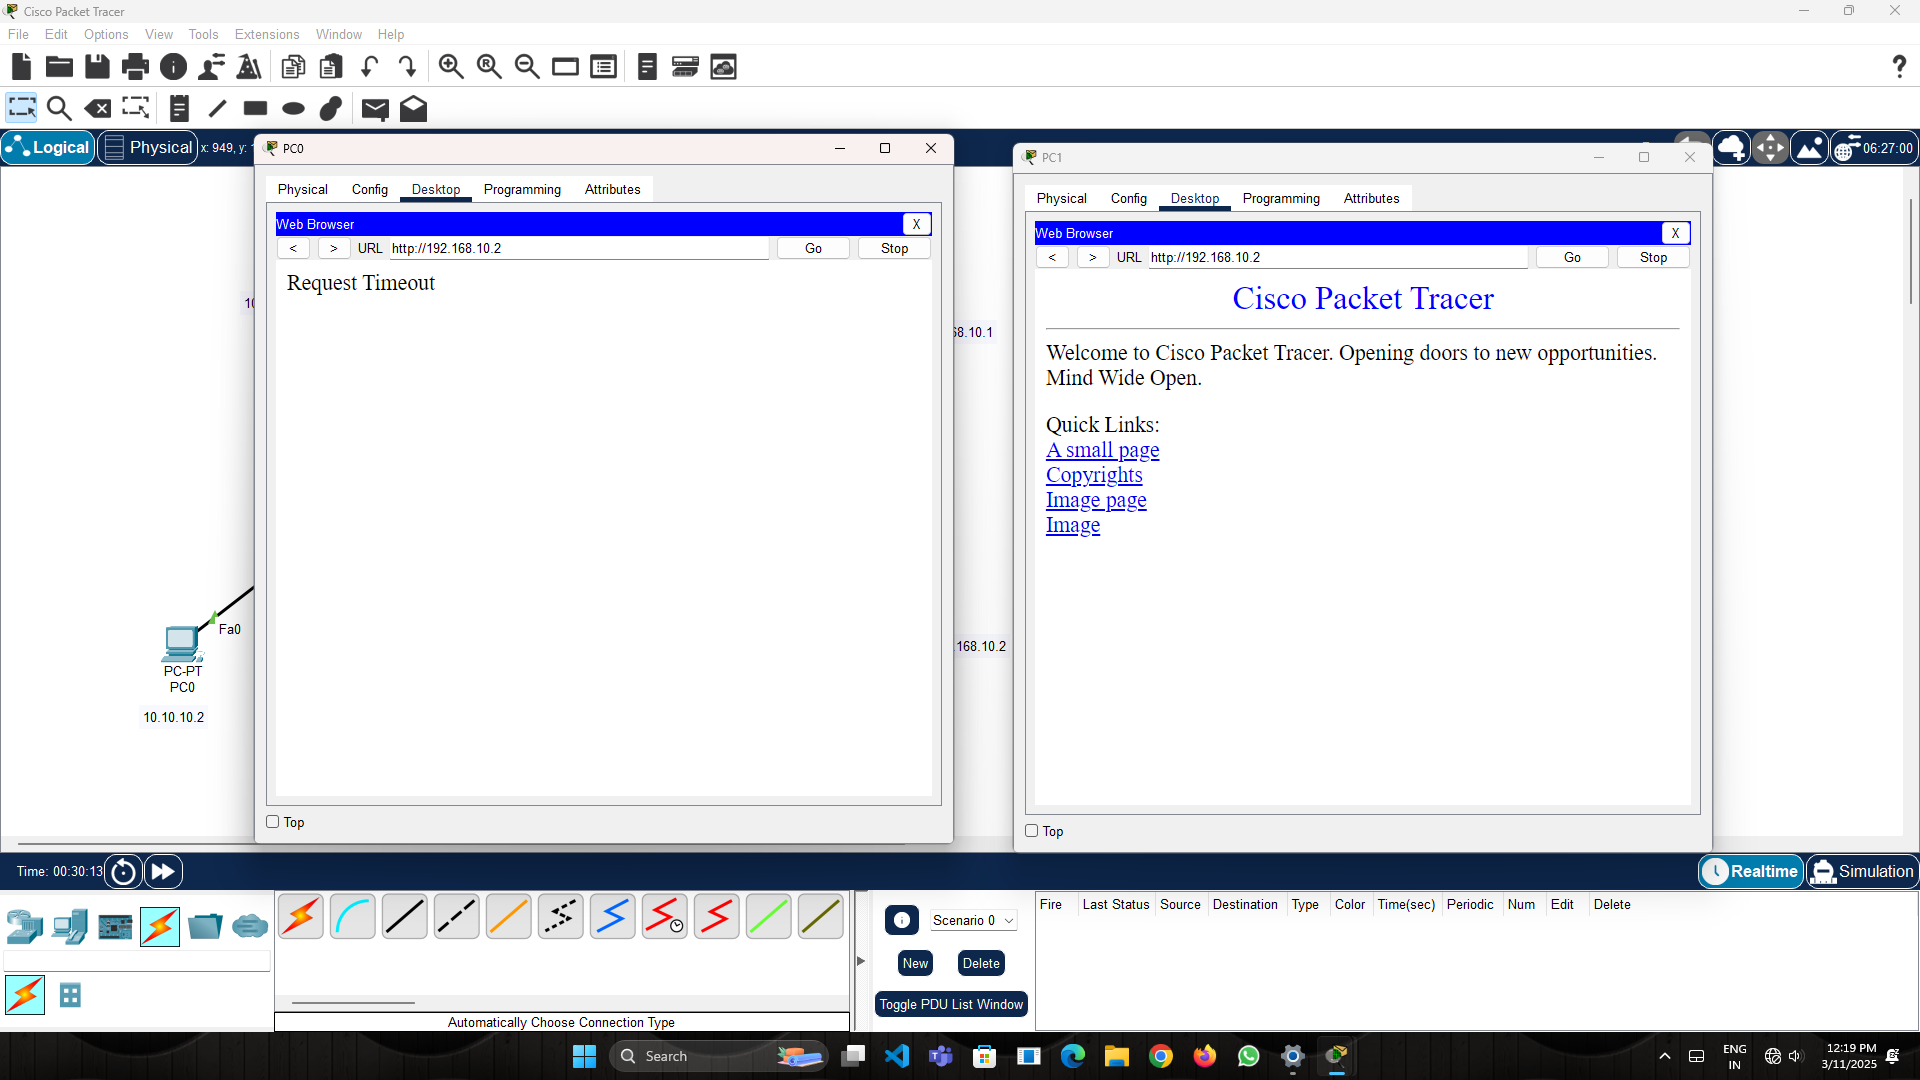 Cisco Packet Tracer
File Edit Options View Tools Extensions Window Help
Logical Physical x: 949, y:
06:27:00
PC0
Physical Config Desktop Programming Attributes
Web Browser X
< > URL http://192.168.10.2 Go Stop
Request Timeout
Top
PC1
Physical Config Desktop Programming Attributes
Web Browser X
< > URL http://192.168.10.2 Go Stop
Cisco Packet Tracer
Welcome to Cisco Packet Tracer. Opening doors to new opportunities.
Mind Wide Open.
Quick Links:
A small page
Copyrights
Image page
Image
Top
10
68.10.1
Fa0
PC-PT
PC0
10.10.10.2
.168.10.2
Time: 00:30:13
Realtime Simulation
Scenario 0
New Delete
Toggle PDU List Window
Fire Last Status Source Destination Type Color Time(sec) Periodic Num Edit Delete
Automatically Choose Connection Type
Search
ENG
IN
12:19 PM
3/11/2025